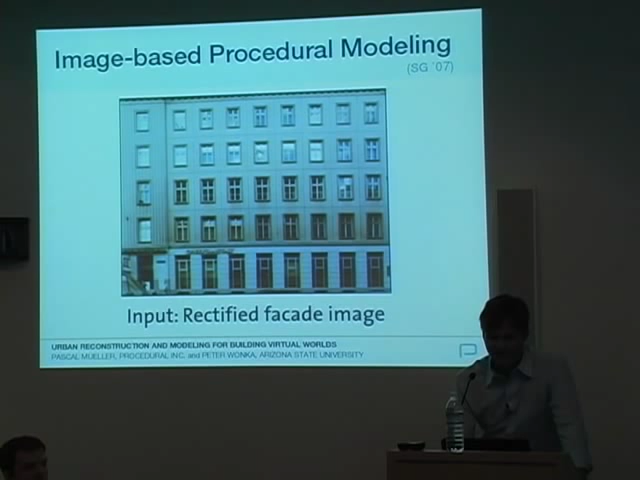 Image-based Procedural Modeling
(SG '07)
Input: Rectified facade image
URBAN RECONSTRUCTION AND MODELING FOR BUILDING VIRTUAL WORLDS
PASCAL MUELLER, PROCEDURAL INC. and PETER WONKA, ARIZONA STATE UNIVERSITY